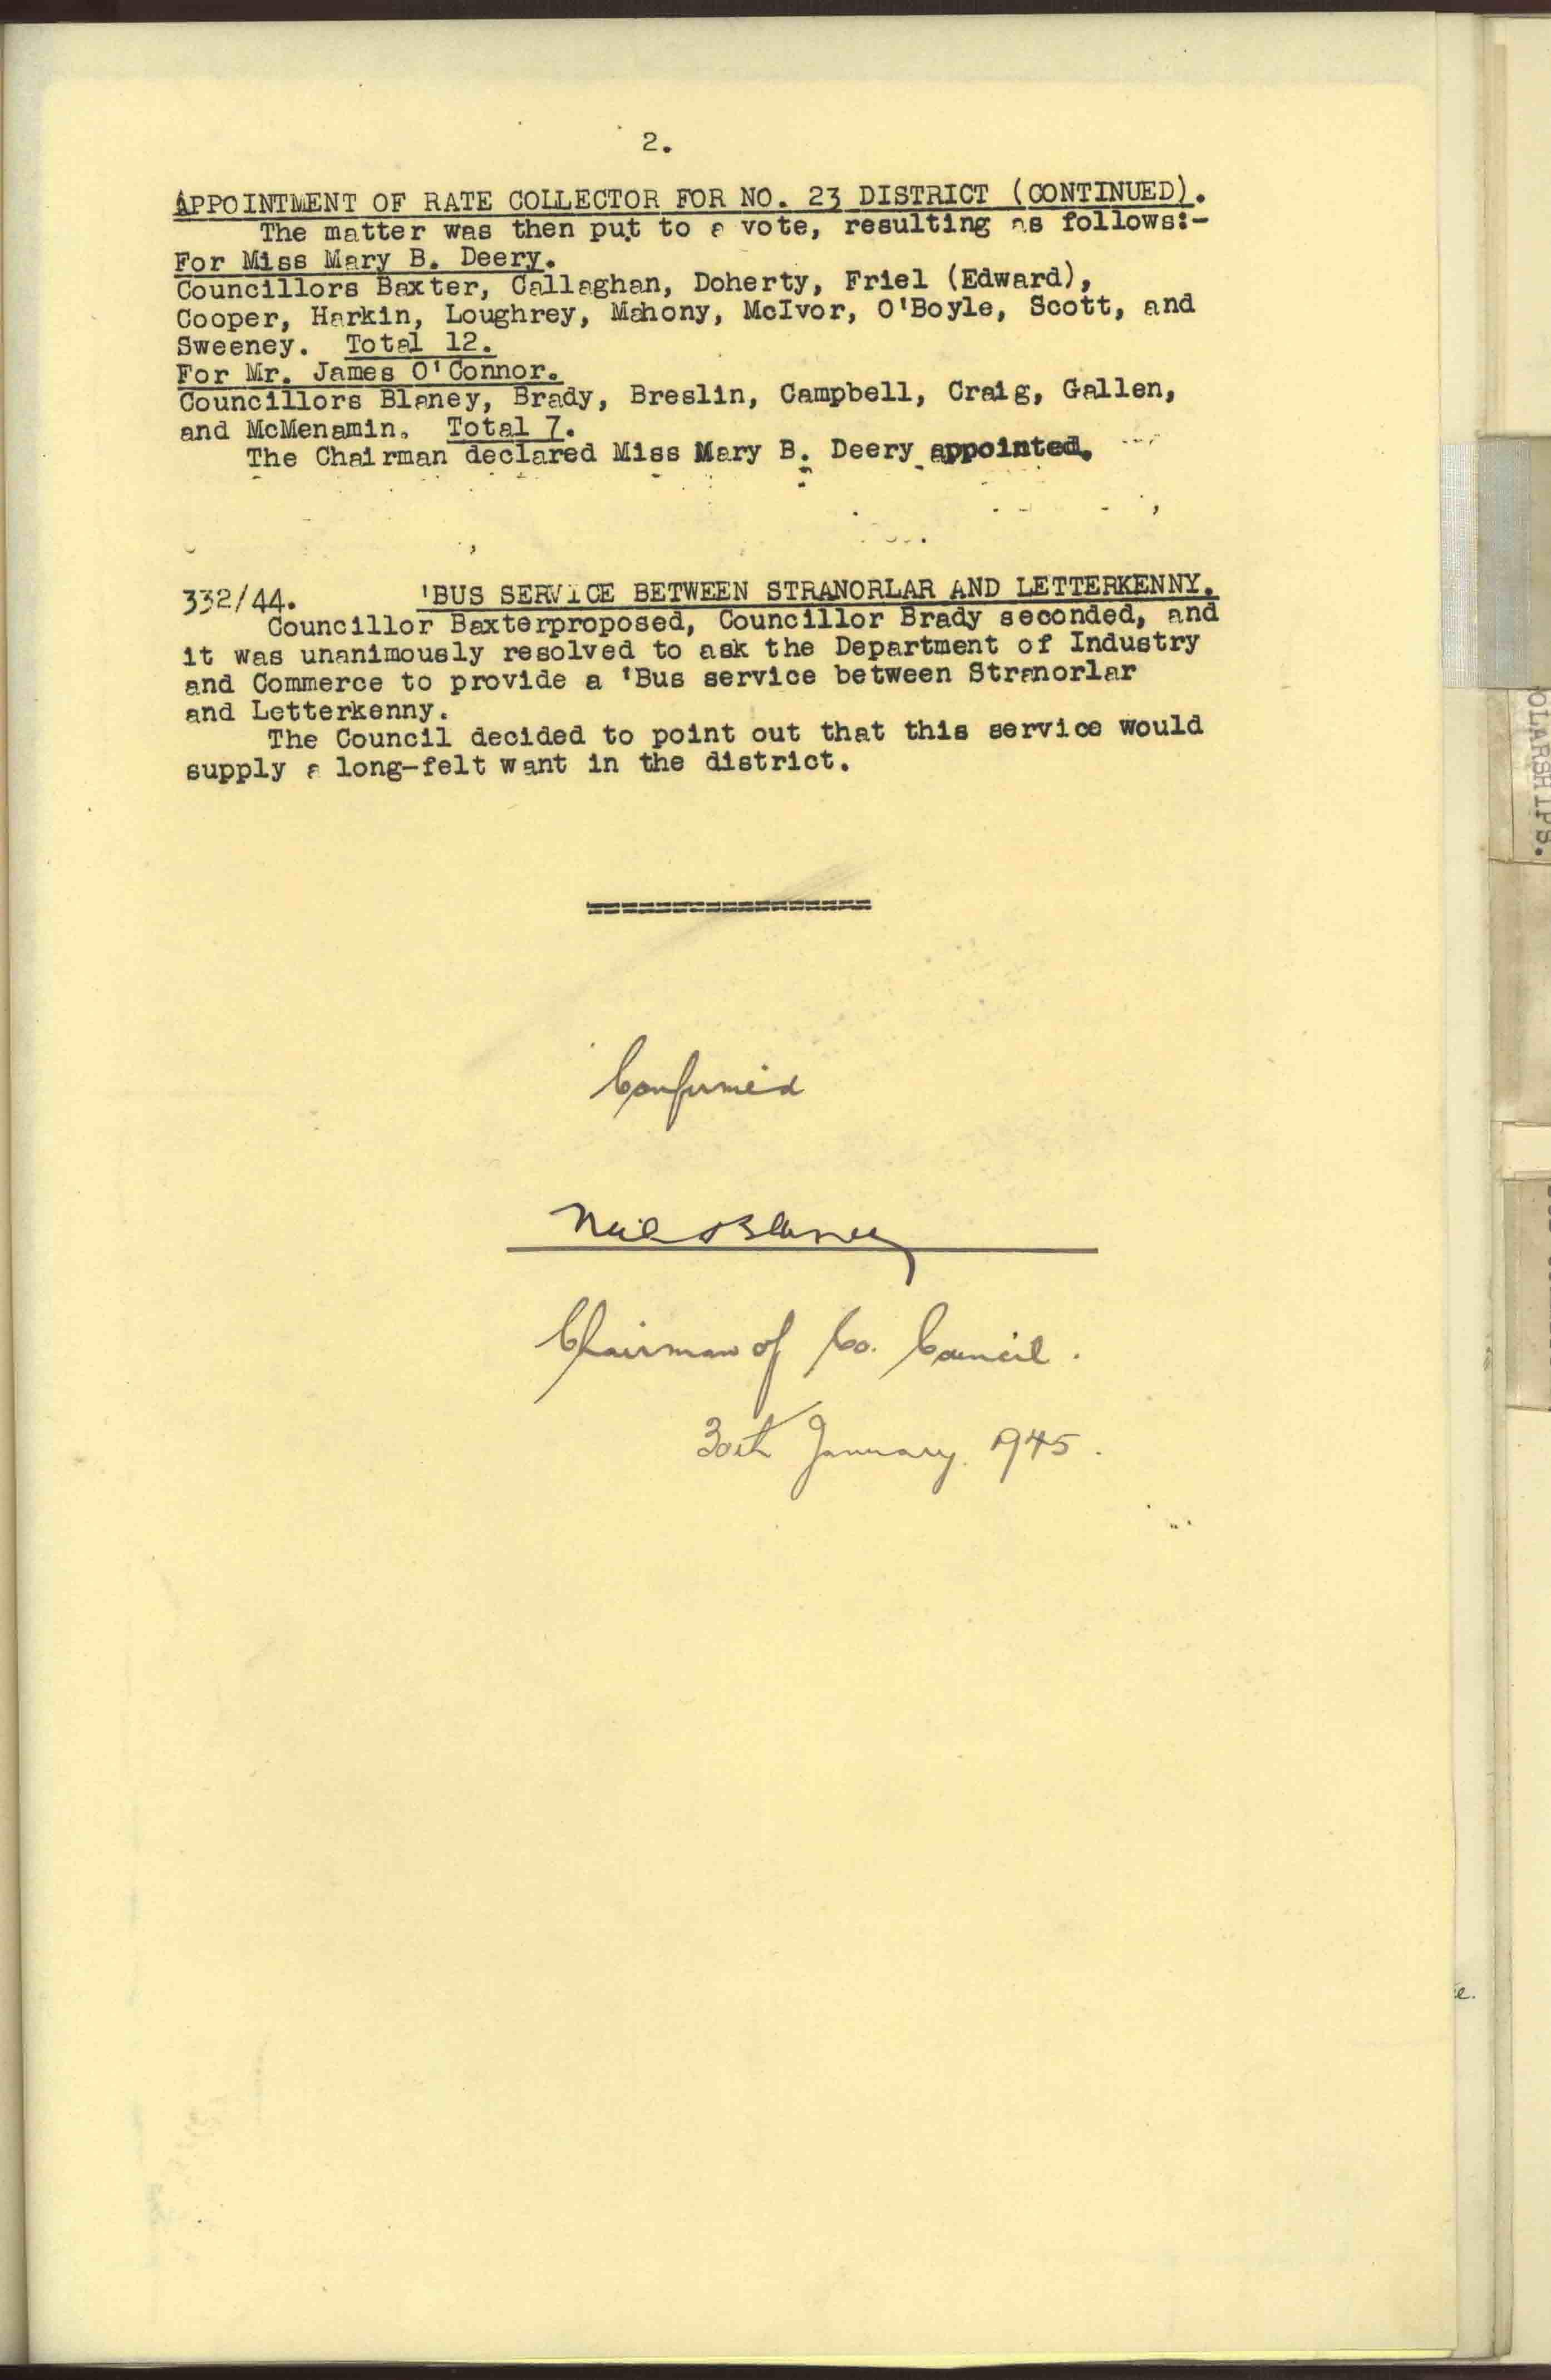 2.
APPOINTMENT OF RATE COLLECTOR FOR NO. 23 DISTRICT (CONTINUED).
The matter was then put to a vote, resulting as follows:-
For Miss Mary B. Deery.
Councillors Baxter, Callaghan, Doherty, Friel (Edward),
Cooper, Harkin, Loughrey, Mahony, McIvor, O'Boyle, Scott, and
Sweeney. Total 12.
For Mr. James O'Connor.
Councillors Blaney, Brady, Breslin, Campbell, Craig, Gallen,
and McMenamin. Total 7.
The Chairman declared Miss Mary B. Deery appointed.
332/44. 'BUS SERVICE BETWEEN STRANORLAR AND LETTERKENNY.
Councillor Baxterproposed, Councillor Brady seconded, and
it was unanimously resolved to ask the Department of Industry
and Commerce to provide a 'Bus service between Stranorlar
and Letterkenny.
The Council decided to point out that this service would
supply a long-felt want in the district.
Confirmed
Neil Blaney
Chairman of Co. Council.
30th January 1945.
OLARSHIPS.